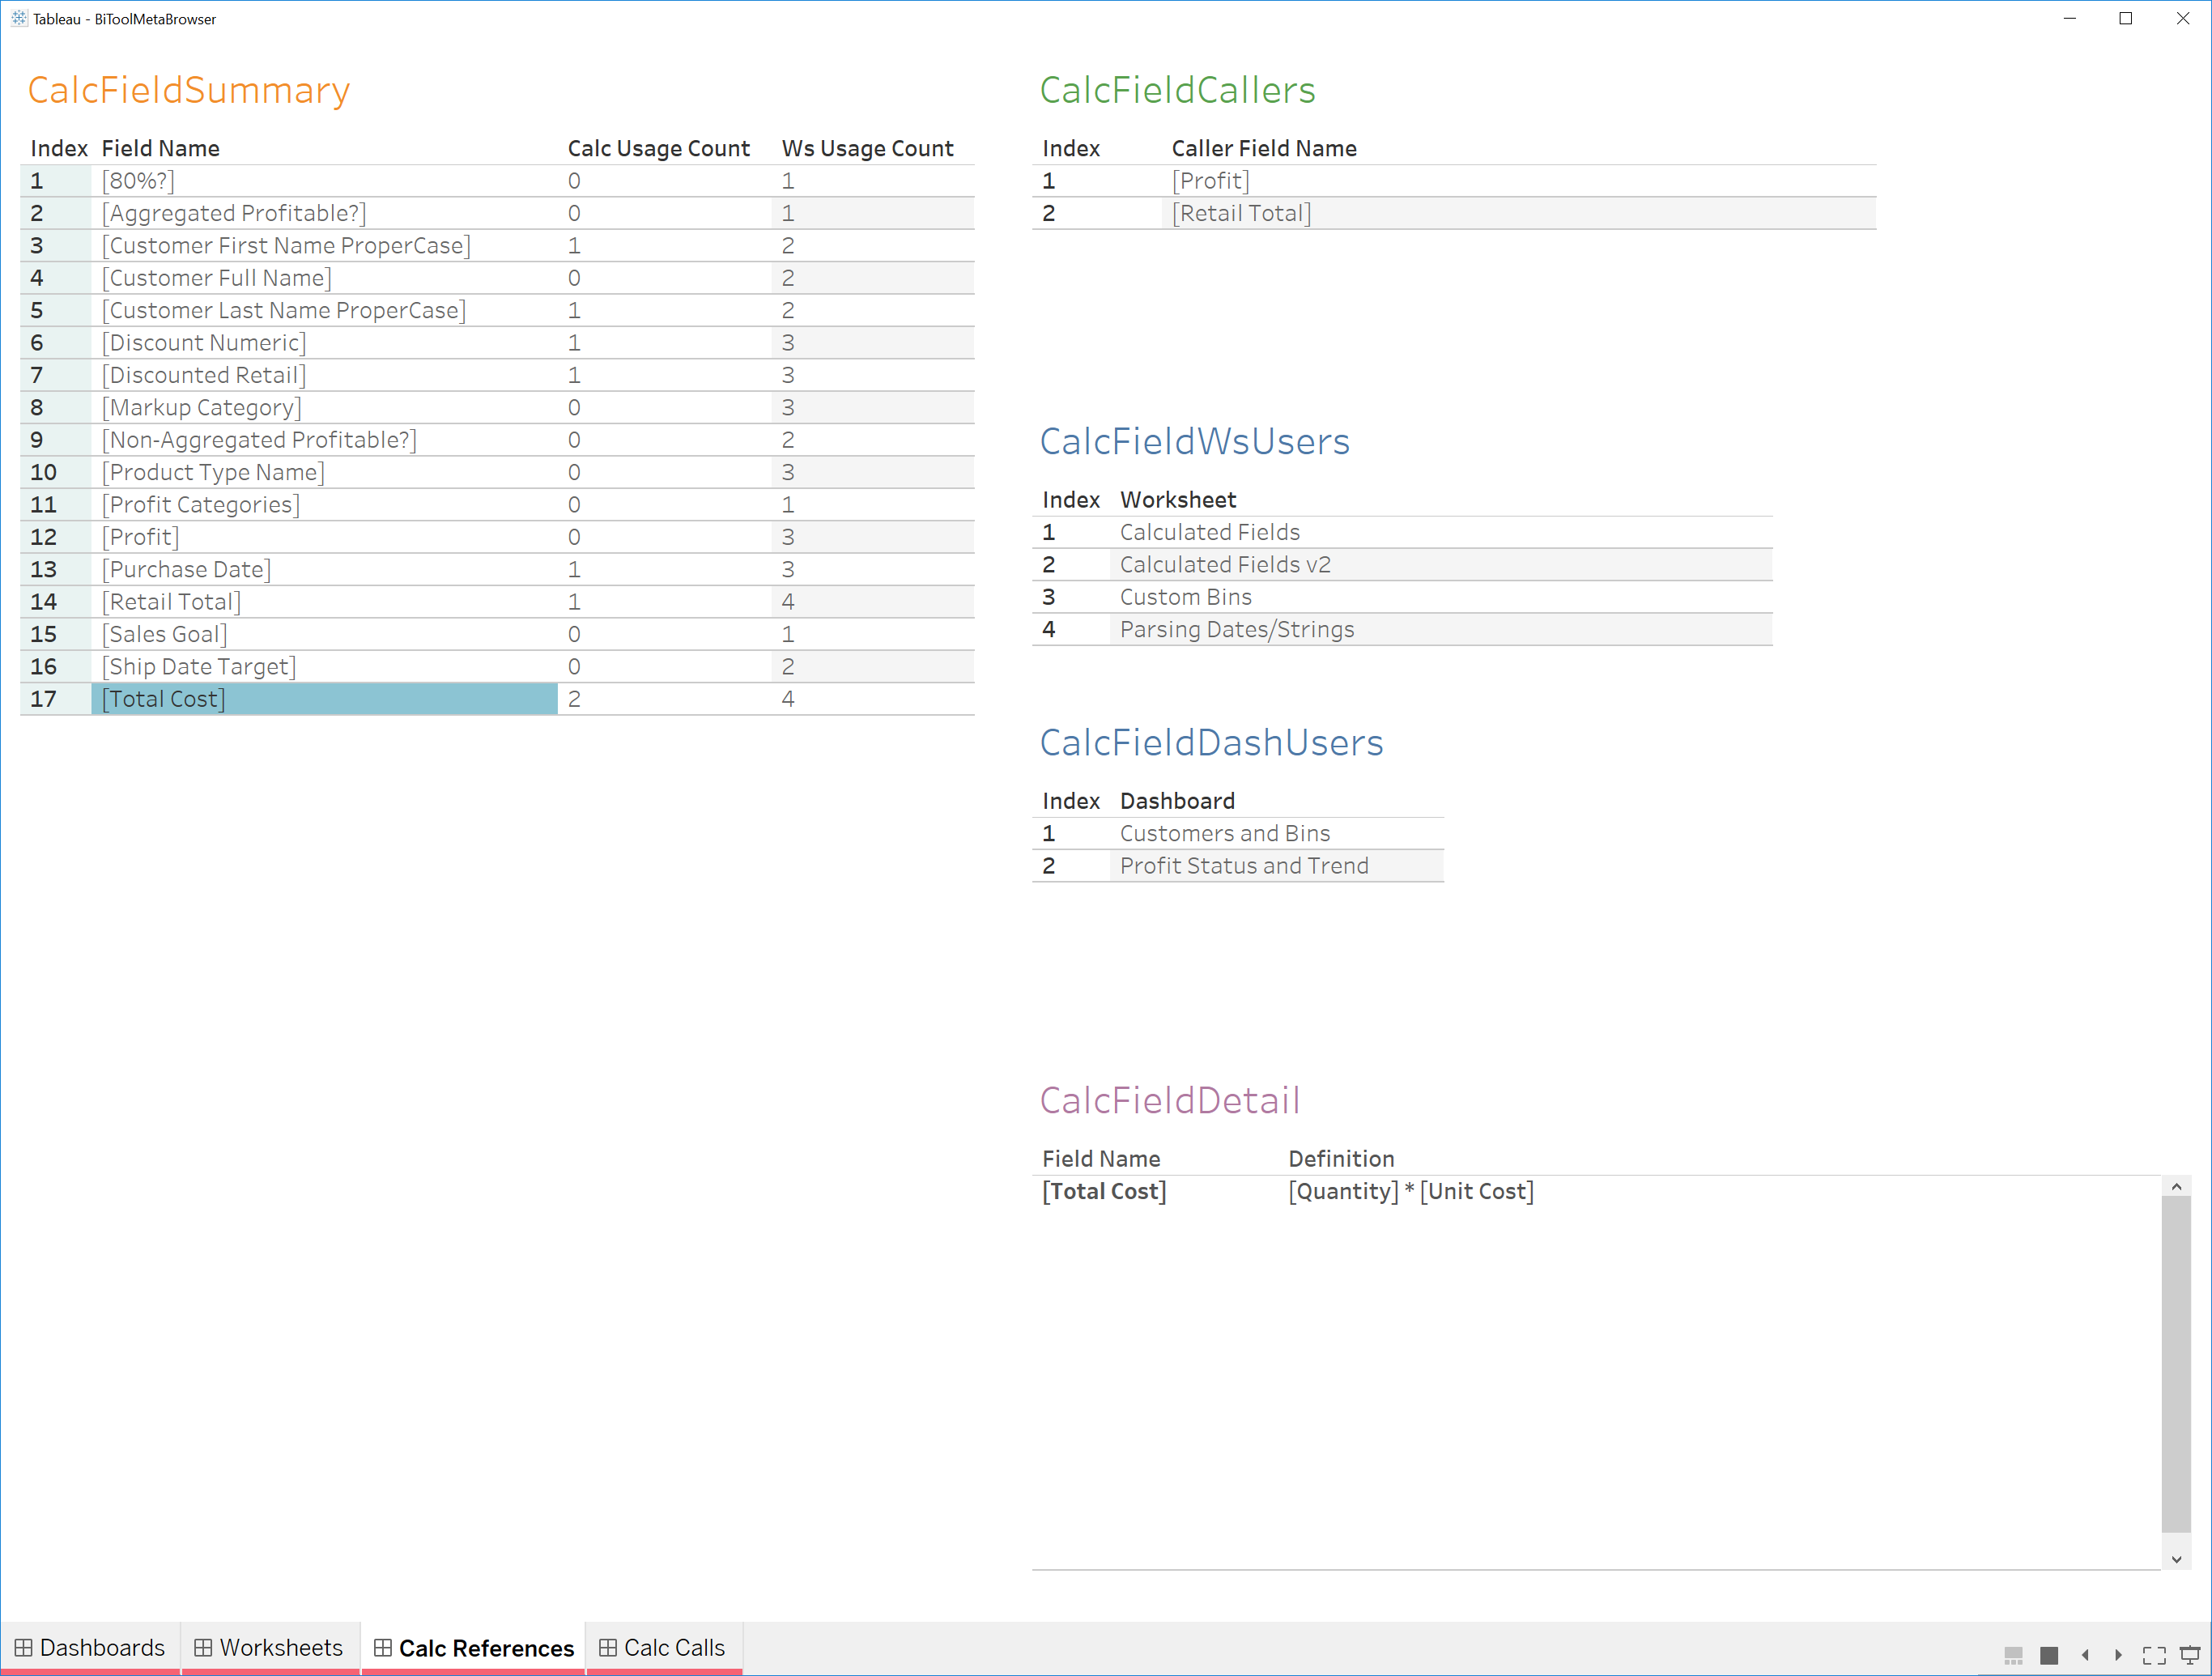 Tableau - BiToolMetaBrowser
CalcFieldSummary
Index Field Name Calc Usage Count Ws Usage Count
1 [80%?] 0 1
2 [Aggregated Profitable?] 0 1
3 [Customer First Name ProperCase] 1 2
4 [Customer Full Name] 0 2
5 [Customer Last Name ProperCase] 1 2
6 [Discount Numeric] 1 3
7 [Discounted Retail] 1 3
8 [Markup Category] 0 3
9 [Non-Aggregated Profitable?] 0 2
10 [Product Type Name] 0 3
11 [Profit Categories] 0 1
12 [Profit] 0 3
13 [Purchase Date] 1 3
14 [Retail Total] 1 4
15 [Sales Goal] 0 1
16 [Ship Date Target] 0 2
17 [Total Cost] 2 4
CalcFieldCallers
Index Caller Field Name
1 [Profit]
2 [Retail Total]
CalcFieldWsUsers
Index Worksheet
1 Calculated Fields
2 Calculated Fields v2
3 Custom Bins
4 Parsing Dates/Strings
CalcFieldDashUsers
Index Dashboard
1 Customers and Bins
2 Profit Status and Trend
CalcFieldDetail
Field Name Definition
[Total Cost] [Quantity] * [Unit Cost]
Dashboards Worksheets Calc References Calc Calls